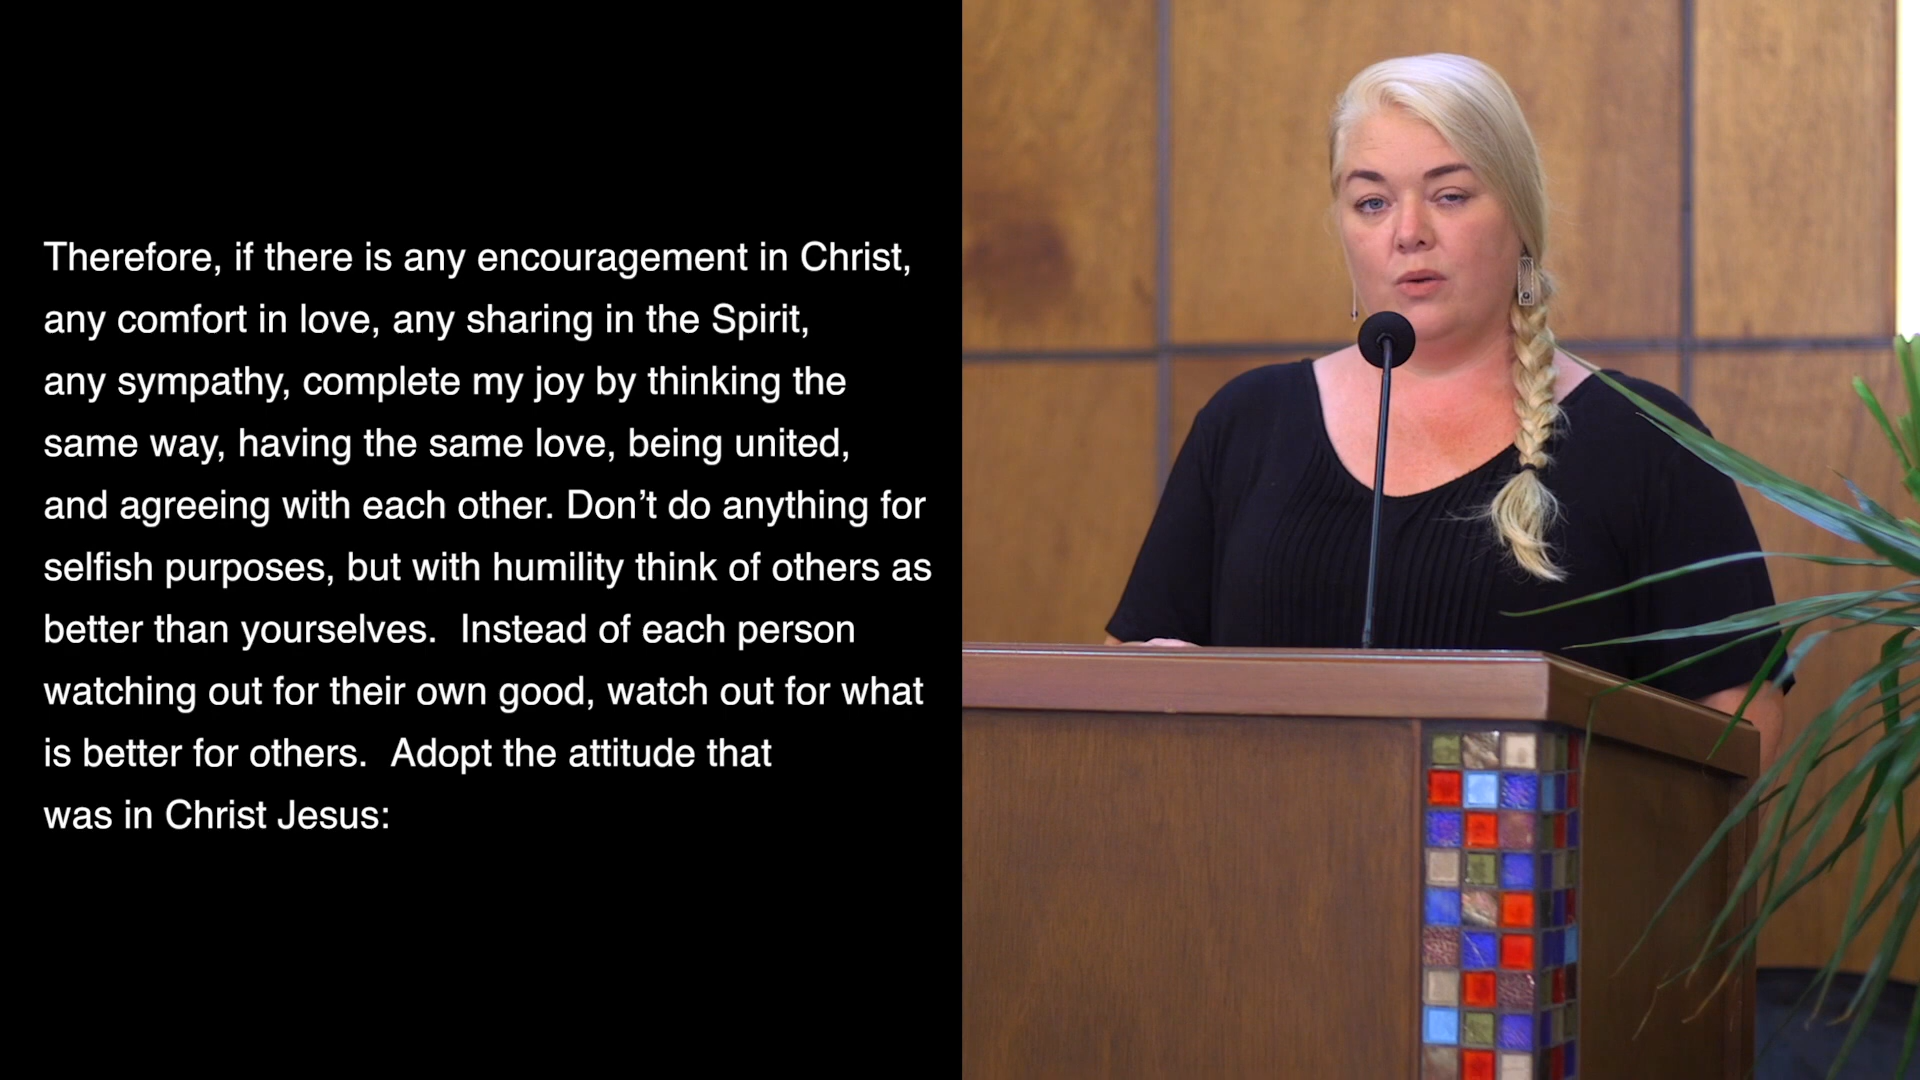 Therefore, if there is any encouragement in Christ,
any comfort in love, any sharing in the Spirit,
any sympathy, complete my joy by thinking the
same way, having the same love, being united,
and agreeing with each other. Don’t do anything for
selfish purposes, but with humility think of others as
better than yourselves.  Instead of each person
watching out for their own good, watch out for what
is better for others.  Adopt the attitude that
was in Christ Jesus: